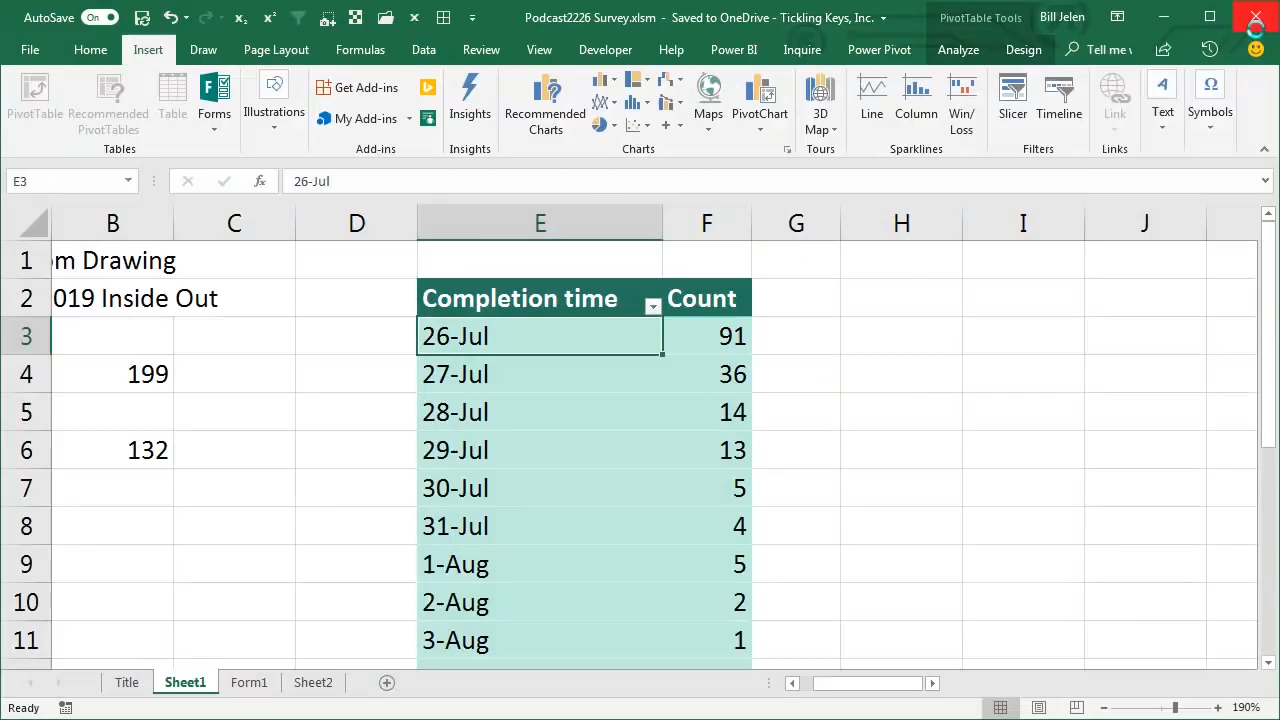 AutoSave On
x₂ x²
Podcast2226 Survey.xlsm - Saved to OneDrive - Tickling Keys, Inc.
PivotTable Tools
Bill Jelen
File Home Insert Draw Page Layout Formulas Data Review View Developer Help Power BI Inquire Power Pivot Analyze Design Tell me
PivotTable
Recommended PivotTables
Table
Forms
Illustrations
Get Add-ins
My Add-ins
Insights
Recommended Charts
Maps
PivotChart
3D Map
Line
Column
Win/Loss
Slicer
Timeline
Link
Text
Symbols
Tables
Add-ins
Insights
Charts
Tours
Sparklines
Filters
Links
E3
fx
26-Jul
B C D E F G H I J
1 om Drawing
2 019 Inside Out Completion time Count
3 26-Jul 91
4 199 27-Jul 36
5 28-Jul 14
6 132 29-Jul 13
7 30-Jul 5
8 31-Jul 4
9 1-Aug 5
10 2-Aug 2
11 3-Aug 1
Title Sheet1 Form1 Sheet2
Ready
190%